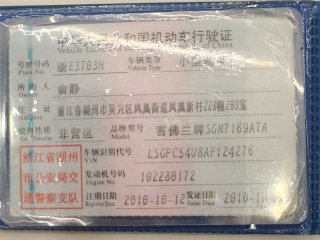 中华人民共和国机动车行驶证
Vehicle License of the People's Republic of China
号牌号码 浙E3703H 车辆类型 小型轿车
Plate No. Vehicle Type
所有人 俞静
Owner
住址 浙江省湖州市吴兴区凤凰街道凤凰新村228幢203室
使用性质 非营运 品牌型号 雪佛兰牌SGM7169ATA
浙江省湖州市公安局交通警察支队
车辆识别代号 LSGPC54U8AF124276
VIN
发动机号码 102280172
Engine No.
注册日期 2010-10-12 发证日期 2010-1
Register Date Issue Date